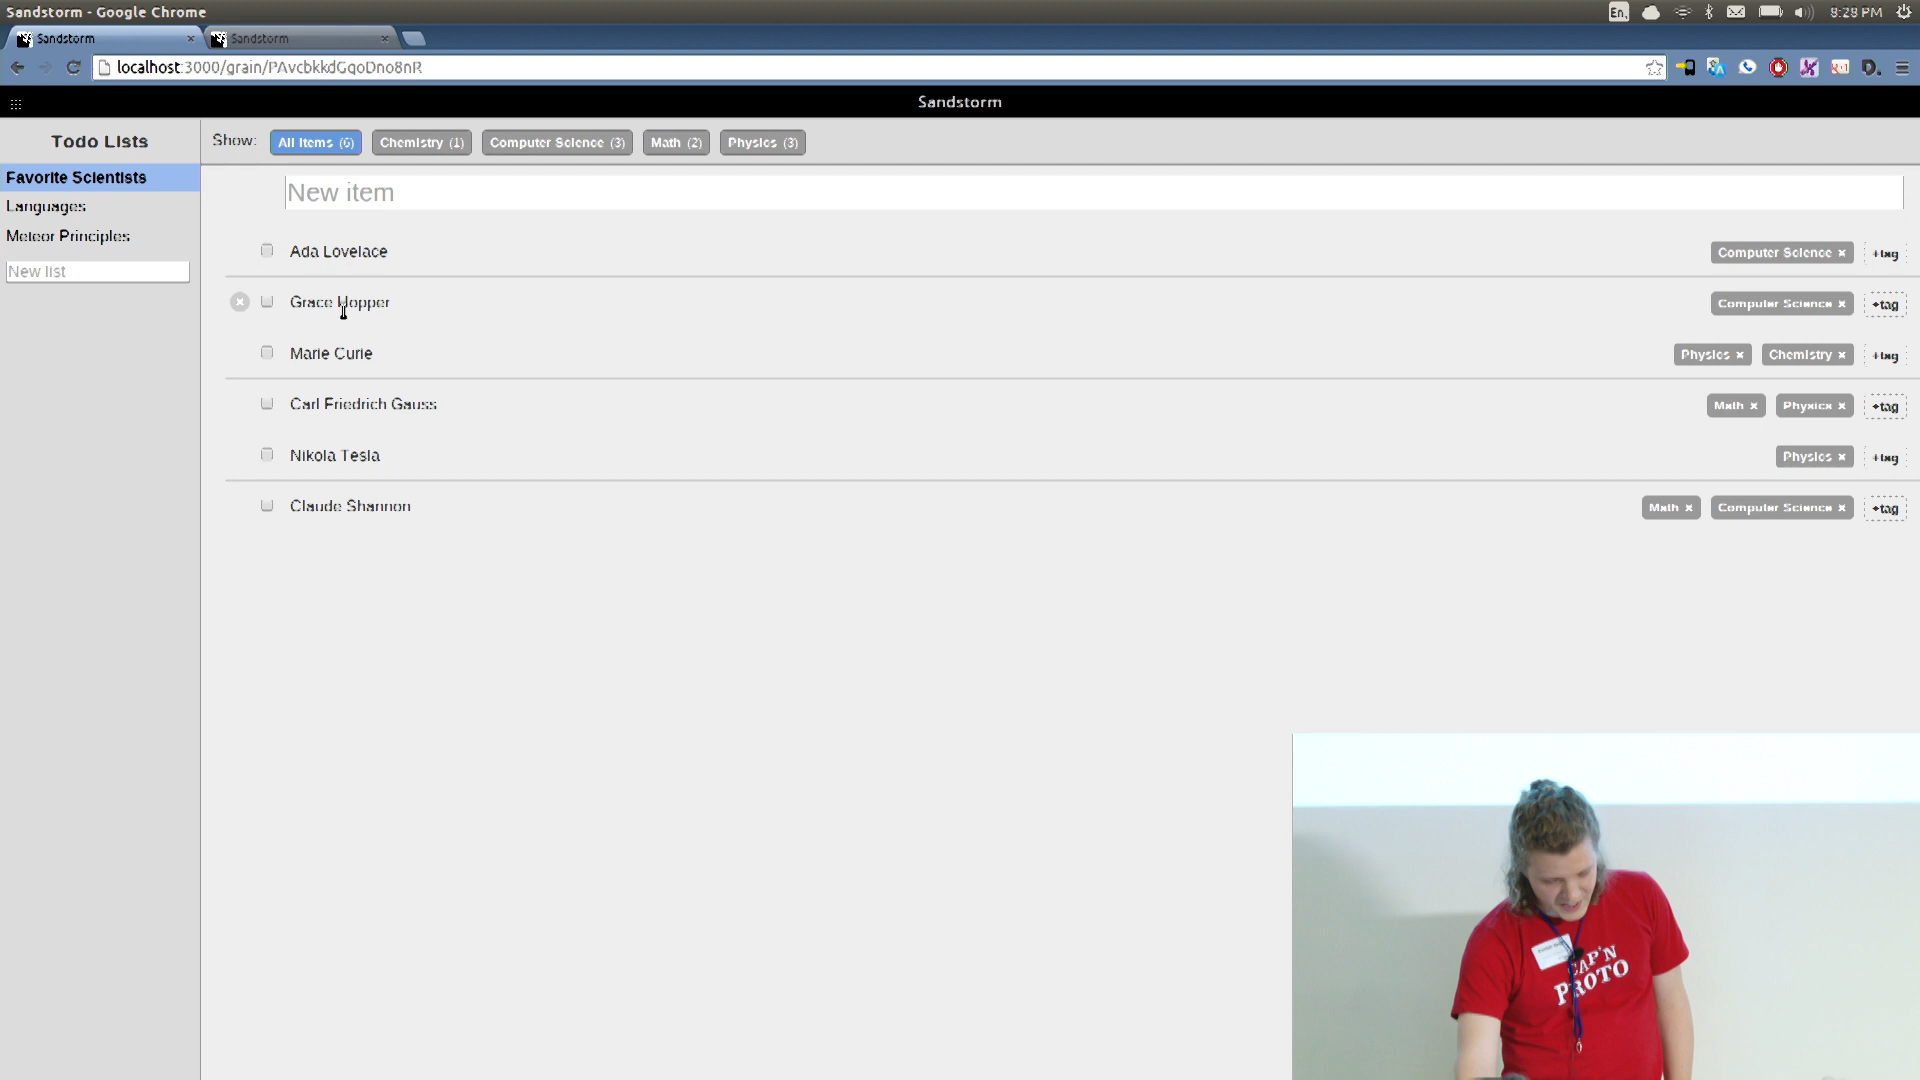 Sandstorm - Google Chrome
En 8:28 PM
Sandstorm × Sandstorm ×
localhost:3000/grain/PAvcbkkdGqoDno8nR
Sandstorm
Todo Lists
Show: All Items (6) Chemistry (1) Computer Science (3) Math (2) Physics (3)
Favorite Scientists
Languages
Meteor Principles
New list
New item
Ada Lovelace Computer Science × +tag
Grace Hopper Computer Science × +tag
Marie Curie Physics × Chemistry × +tag
Carl Friedrich Gauss Math × Physics × +tag
Nikola Tesla Physics × +tag
Claude Shannon Math × Computer Science × +tag
CAP'N
PROTO